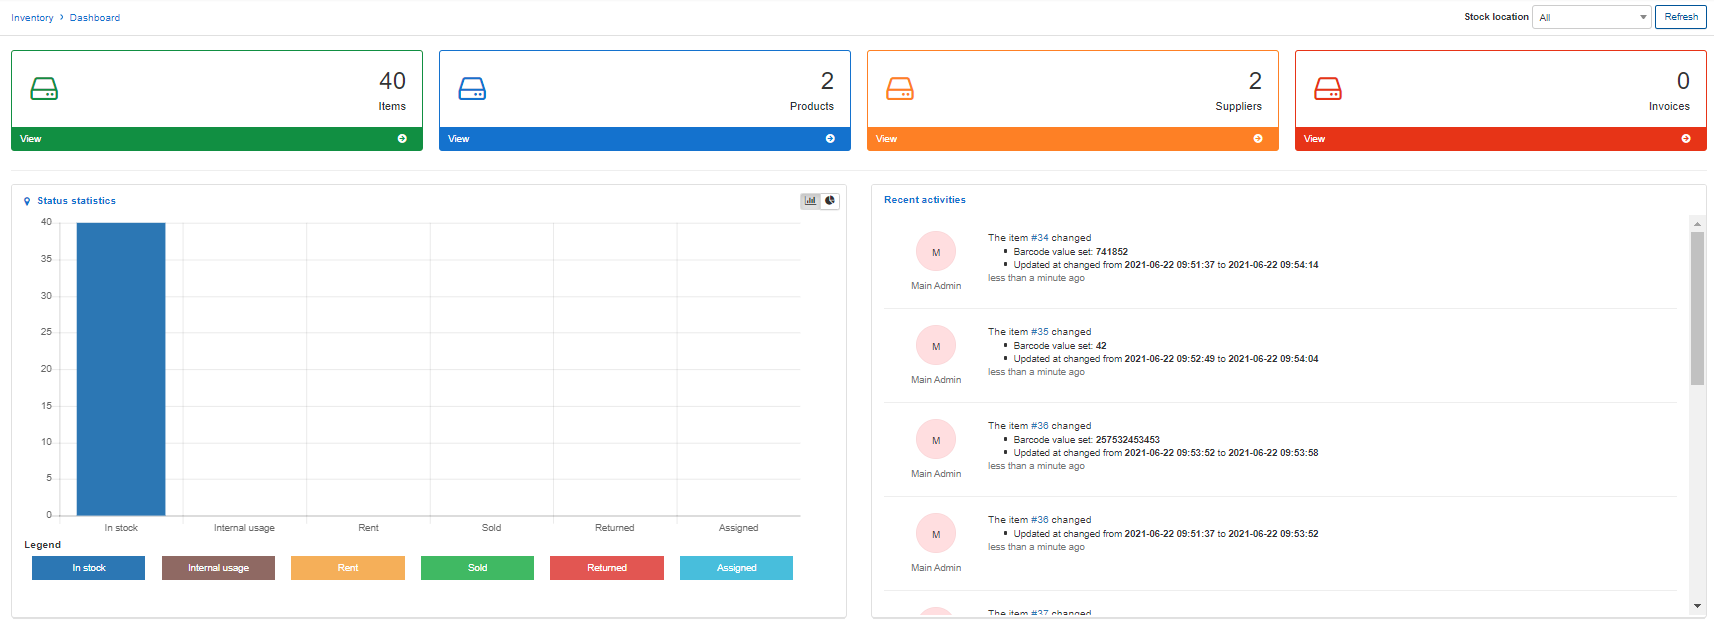 Inventory › Dashboard
Stock location All Refresh
40
Items
View
2
Products
View
2
Suppliers
View
0
Invoices
View
Status statistics
40
35
30
25
20
15
10
5
0
In stock Internal usage Rent Sold Returned Assigned
Legend
In stock Internal usage Rent Sold Returned Assigned
Recent activities
M
Main Admin
The item #34 changed
Barcode value set: 741852
Updated at changed from 2021-06-22 09:51:37 to 2021-06-22 09:54:14
less than a minute ago
M
Main Admin
The item #35 changed
Barcode value set: 42
Updated at changed from 2021-06-22 09:52:49 to 2021-06-22 09:54:04
less than a minute ago
M
Main Admin
The item #36 changed
Barcode value set: 257532453453
Updated at changed from 2021-06-22 09:53:52 to 2021-06-22 09:53:58
less than a minute ago
M
Main Admin
The item #36 changed
Updated at changed from 2021-06-22 09:51:37 to 2021-06-22 09:53:52
less than a minute ago
The item #37 changed